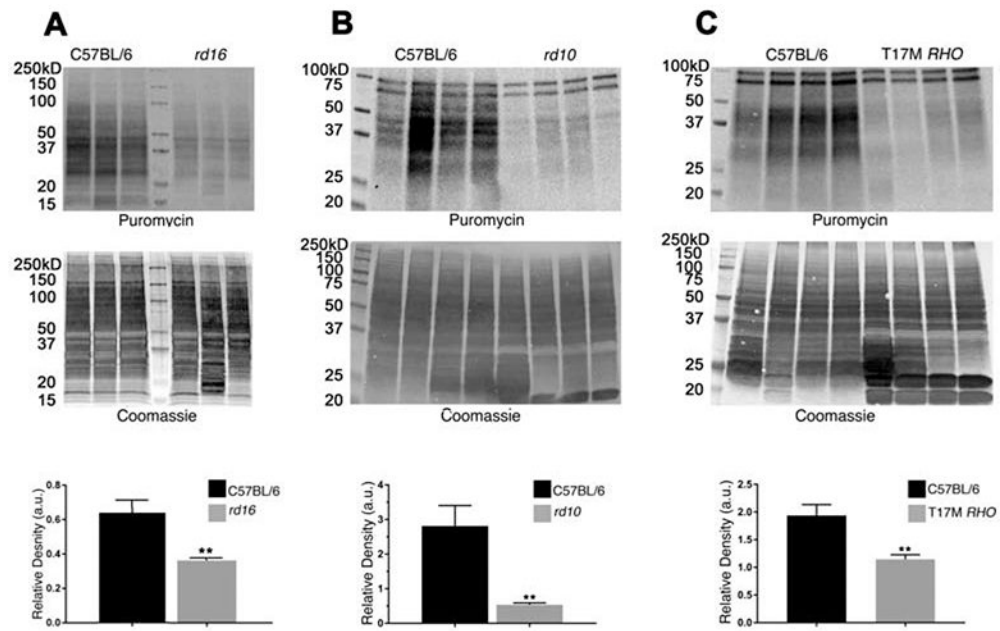 A
B
C
C57BL/6 rd16
C57BL/6 rd10
C57BL/6 T17M RHO
250kD
150
100
50
37
20
15
Puromycin
100kD
75
50
37
25
20
Puromycin
100kD
75
50
37
25
20
Puromycin
250kD
150
100
50
37
20
15
Coomassie
250kD
150
100
75
50
37
25
20
Coomassie
250kD
150
100
75
50
37
25
20
Coomassie
Relative Desnity (a.u.)
0.8
0.6
0.4
0.2
0.0
C57BL/6
rd16
**
Relative Density (a.u.)
4
3
2
1
0
C57BL/6
rd10
**
Relative Density (a.u.)
2.5
2.0
1.5
1.0
0.5
0.0
C57BL/6
T17M RHO
**